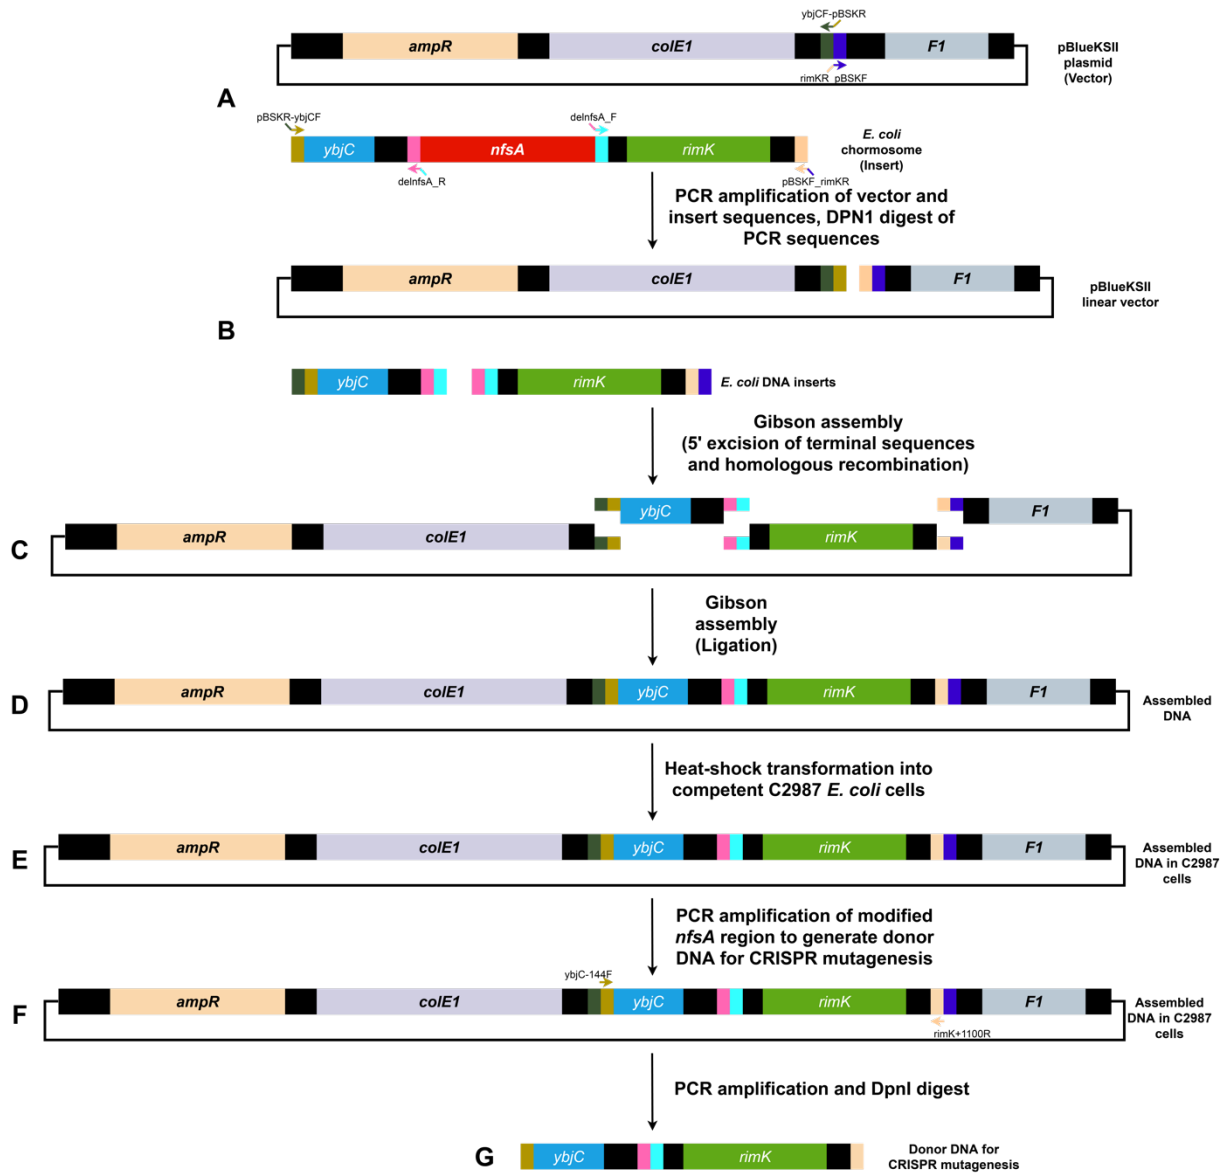 ybjCF-pBSKR
ampR
colE1
F1
pBlueKSII
plasmid
(Vector)
rimKR_pBSKF
A
pBSKR-ybjCF
delnfsA_F
ybjC
nfsA
rimK
E. coli
chormosome
(Insert)
delnfsA_R
pBSKF_rimKR
PCR amplification of vector and
insert sequences, DPN1 digest of
PCR sequences
ampR
colE1
F1
pBlueKSII
linear vector
B
ybjC
rimK
E. coli DNA inserts
Gibson assembly
(5' excision of terminal sequences
and homologous recombination)
ybjC
F1
C
ampR
colE1
rimK
Gibson
assembly
(Ligation)
D
ampR
colE1
ybjC
rimK
F1
Assembled
DNA
Heat-shock transformation into
competent C2987 E. coli cells
E
ampR
colE1
ybjC
rimK
F1
Assembled
DNA in C2987
cells
PCR amplification of modified
nfsA region to generate donor
DNA for CRISPR mutagenesis
ybjC-144F
F
ampR
colE1
ybjC
rimK
F1
Assembled
DNA in C2987
cells
rimK+1100R
PCR amplification and DpnI digest
G
ybjC
rimK
Donor DNA for
CRISPR mutagenesis